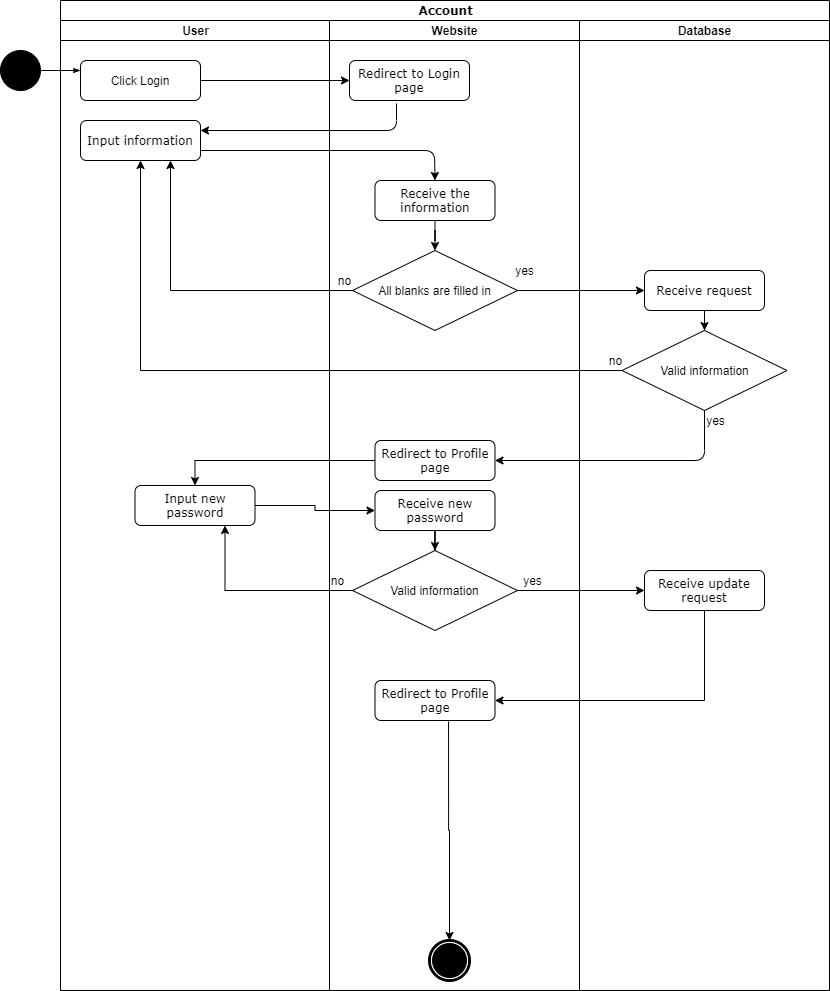 Account
User
Website
Database
Click Login
Redirect to Login
page
Input information
Receive the
information
no
All blanks are filled in
yes
Receive request
no
Valid information
yes
Redirect to Profile
page
Input new
password
Receive new
password
no
Valid information
yes
Receive update
request
Redirect to Profile
page